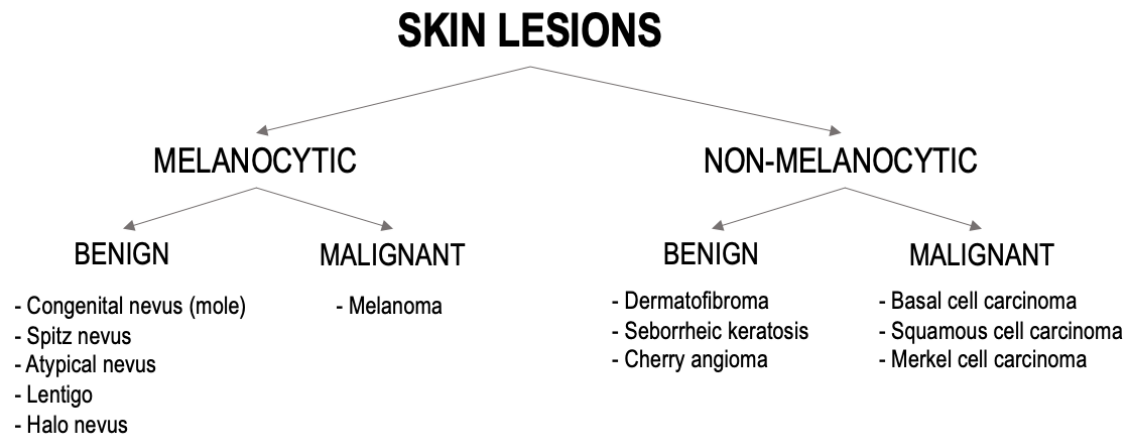 SKIN LESIONS
MELANOCYTIC
NON-MELANOCYTIC
BENIGN
MALIGNANT
BENIGN
MALIGNANT
- Congenital nevus (mole)
- Spitz nevus
- Atypical nevus
- Lentigo
- Halo nevus
- Melanoma
- Dermatofibroma
- Seborrheic keratosis
- Cherry angioma
- Basal cell carcinoma
- Squamous cell carcinoma
- Merkel cell carcinoma